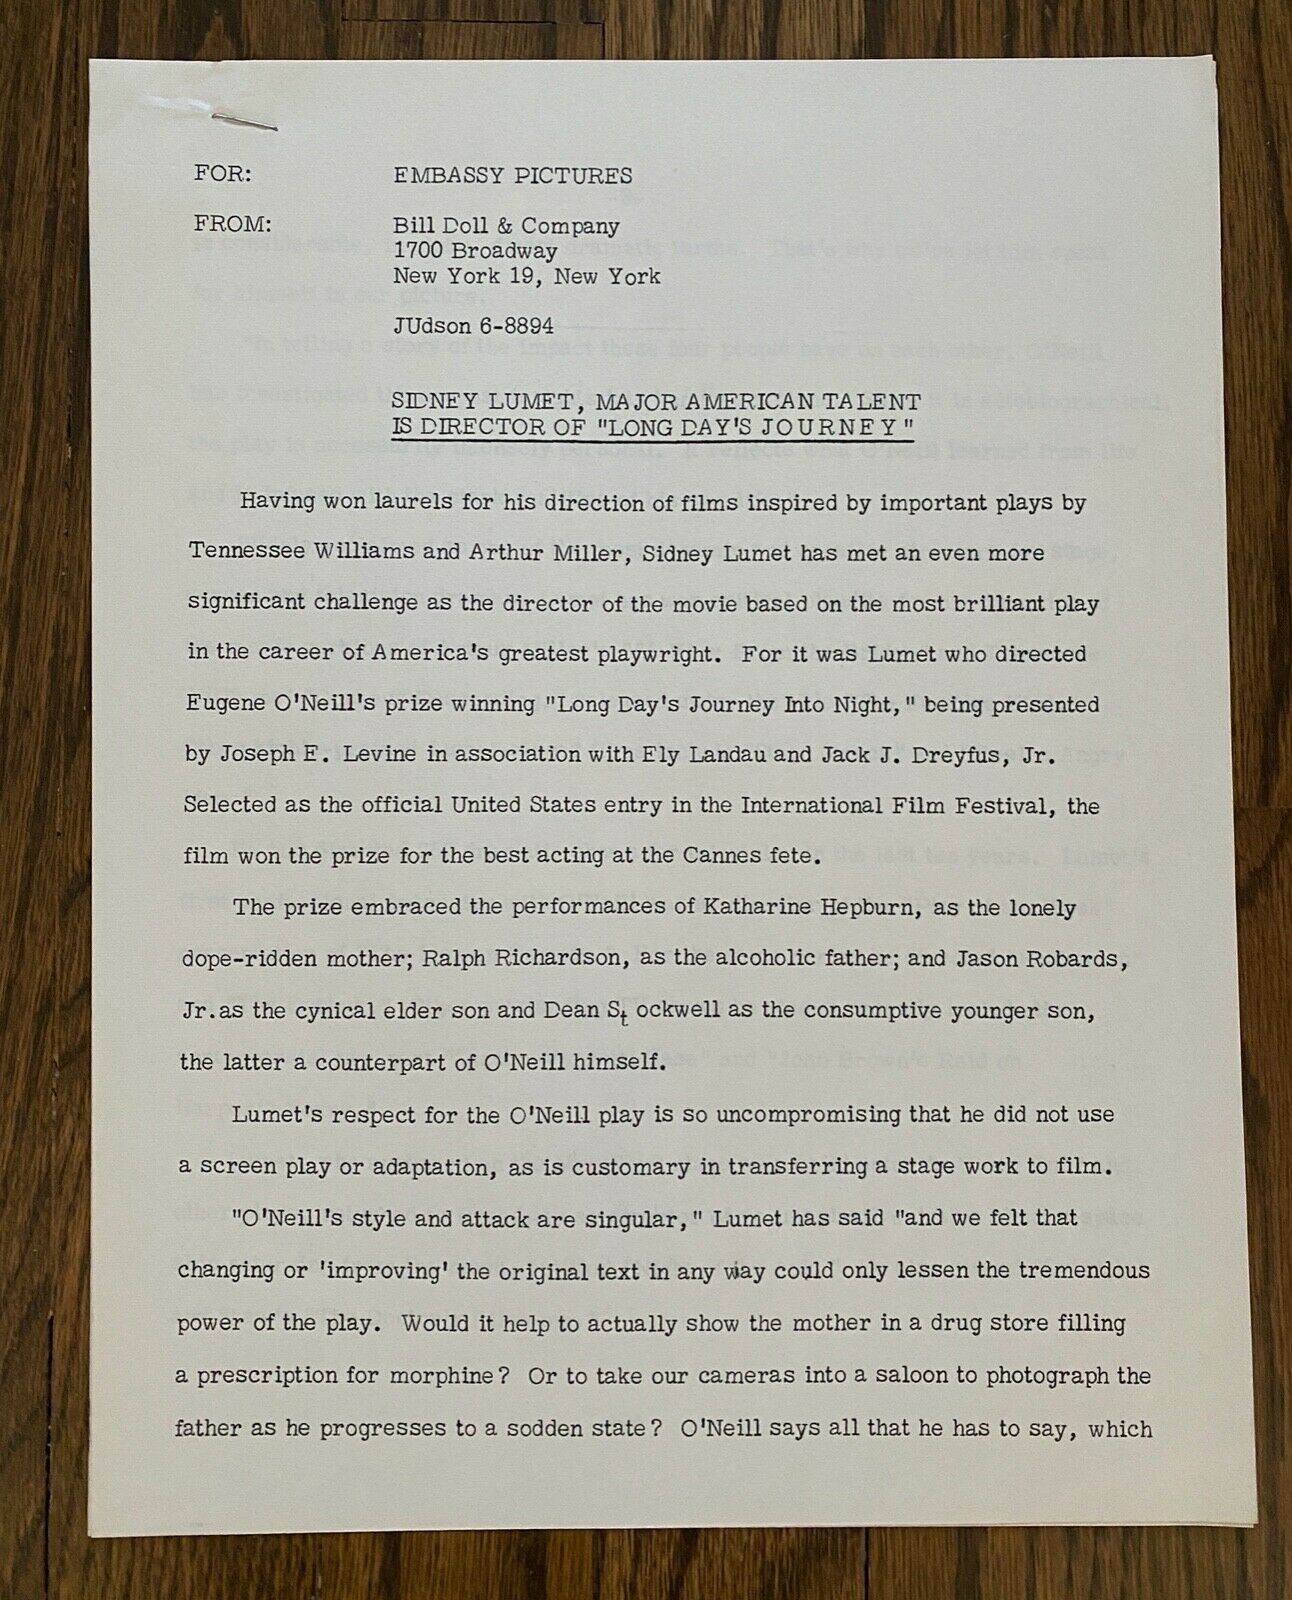 FOR: EMBASSY PICTURES
FROM: Bill Doll & Company
1700 Broadway
New York 19, New York
JUdson 6-8894
SIDNEY LUMET, MAJOR AMERICAN TALENT
IS DIRECTOR OF "LONG DAY'S JOURNEY"
Having won laurels for his direction of films inspired by important plays by
Tennessee Williams and Arthur Miller, Sidney Lumet has met an even more
significant challenge as the director of the movie based on the most brilliant play
in the career of America's greatest playwright. For it was Lumet who directed
Eugene O'Neill's prize winning "Long Day's Journey Into Night," being presented
by Joseph E. Levine in association with Ely Landau and Jack J. Dreyfus, Jr.
Selected as the official United States entry in the International Film Festival, the
film won the prize for the best acting at the Cannes fete.
The prize embraced the performances of Katharine Hepburn, as the lonely
dope-ridden mother; Ralph Richardson, as the alcoholic father; and Jason Robards,
Jr.as the cynical elder son and Dean St ockwell as the consumptive younger son,
the latter a counterpart of O'Neill himself.
Lumet's respect for the O'Neill play is so uncompromising that he did not use
a screen play or adaptation, as is customary in transferring a stage work to film.
"O'Neill's style and attack are singular," Lumet has said "and we felt that
changing or 'improving' the original text in any way could only lessen the tremendous
power of the play. Would it help to actually show the mother in a drug store filling
a prescription for morphine? Or to take our cameras into a saloon to photograph the
father as he progresses to a sodden state? O'Neill says all that he has to say, which